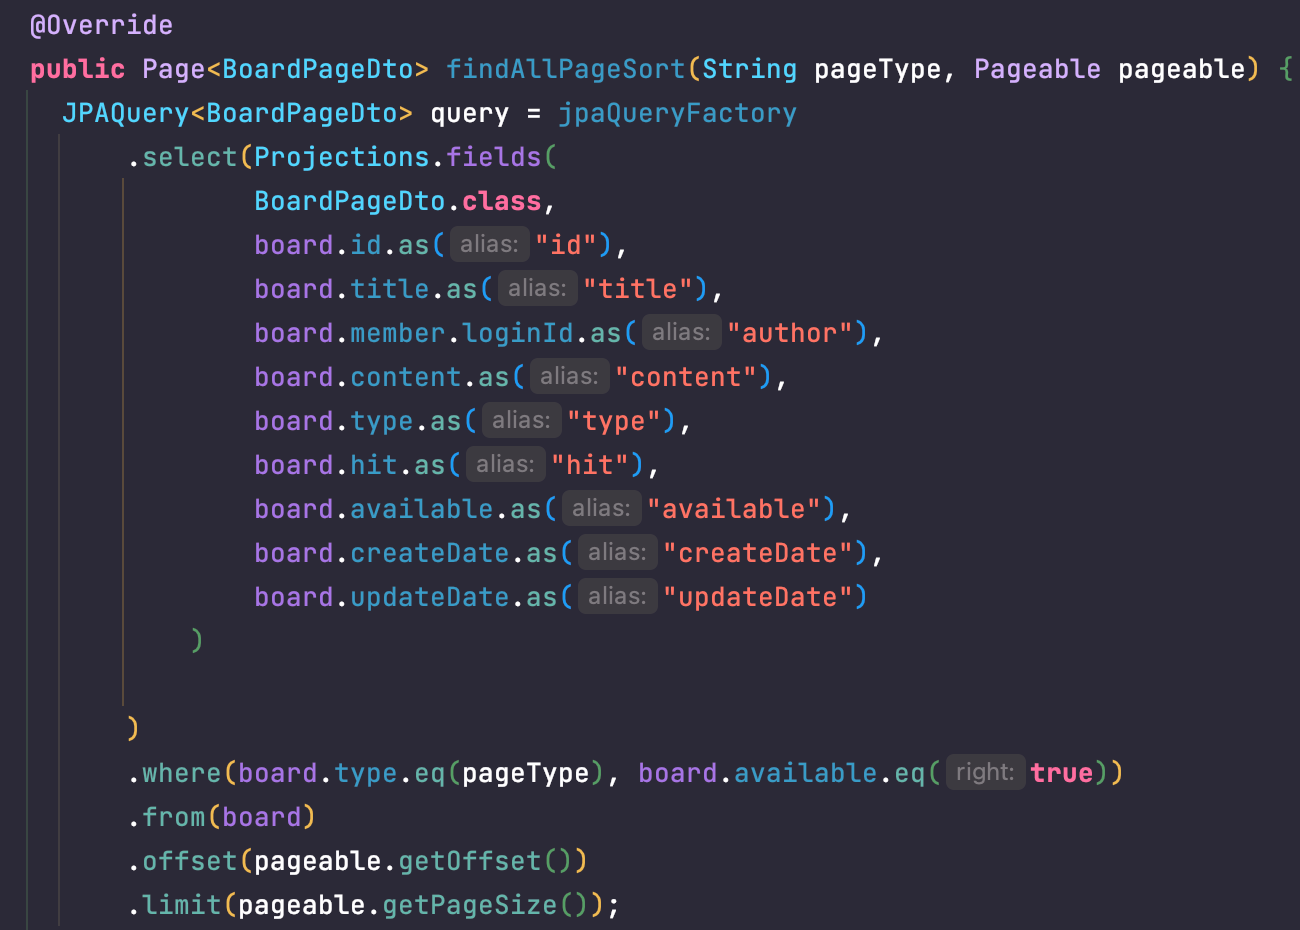 @Override
public Page<BoardPageDto> findAllPageSort(String pageType, Pageable pageable) {
JPAQuery<BoardPageDto> query = jpaQueryFactory
.select(Projections.fields(
BoardPageDto.class,
board.id.as( alias: "id"),
board.title.as( alias: "title"),
board.member.loginId.as( alias: "author"),
board.content.as( alias: "content"),
board.type.as( alias: "type"),
board.hit.as( alias: "hit"),
board.available.as( alias: "available"),
board.createDate.as( alias: "createDate"),
board.updateDate.as( alias: "updateDate")
)
)
.where(board.type.eq(pageType), board.available.eq( right: true))
.from(board)
.offset(pageable.getOffset())
.limit(pageable.getPageSize());